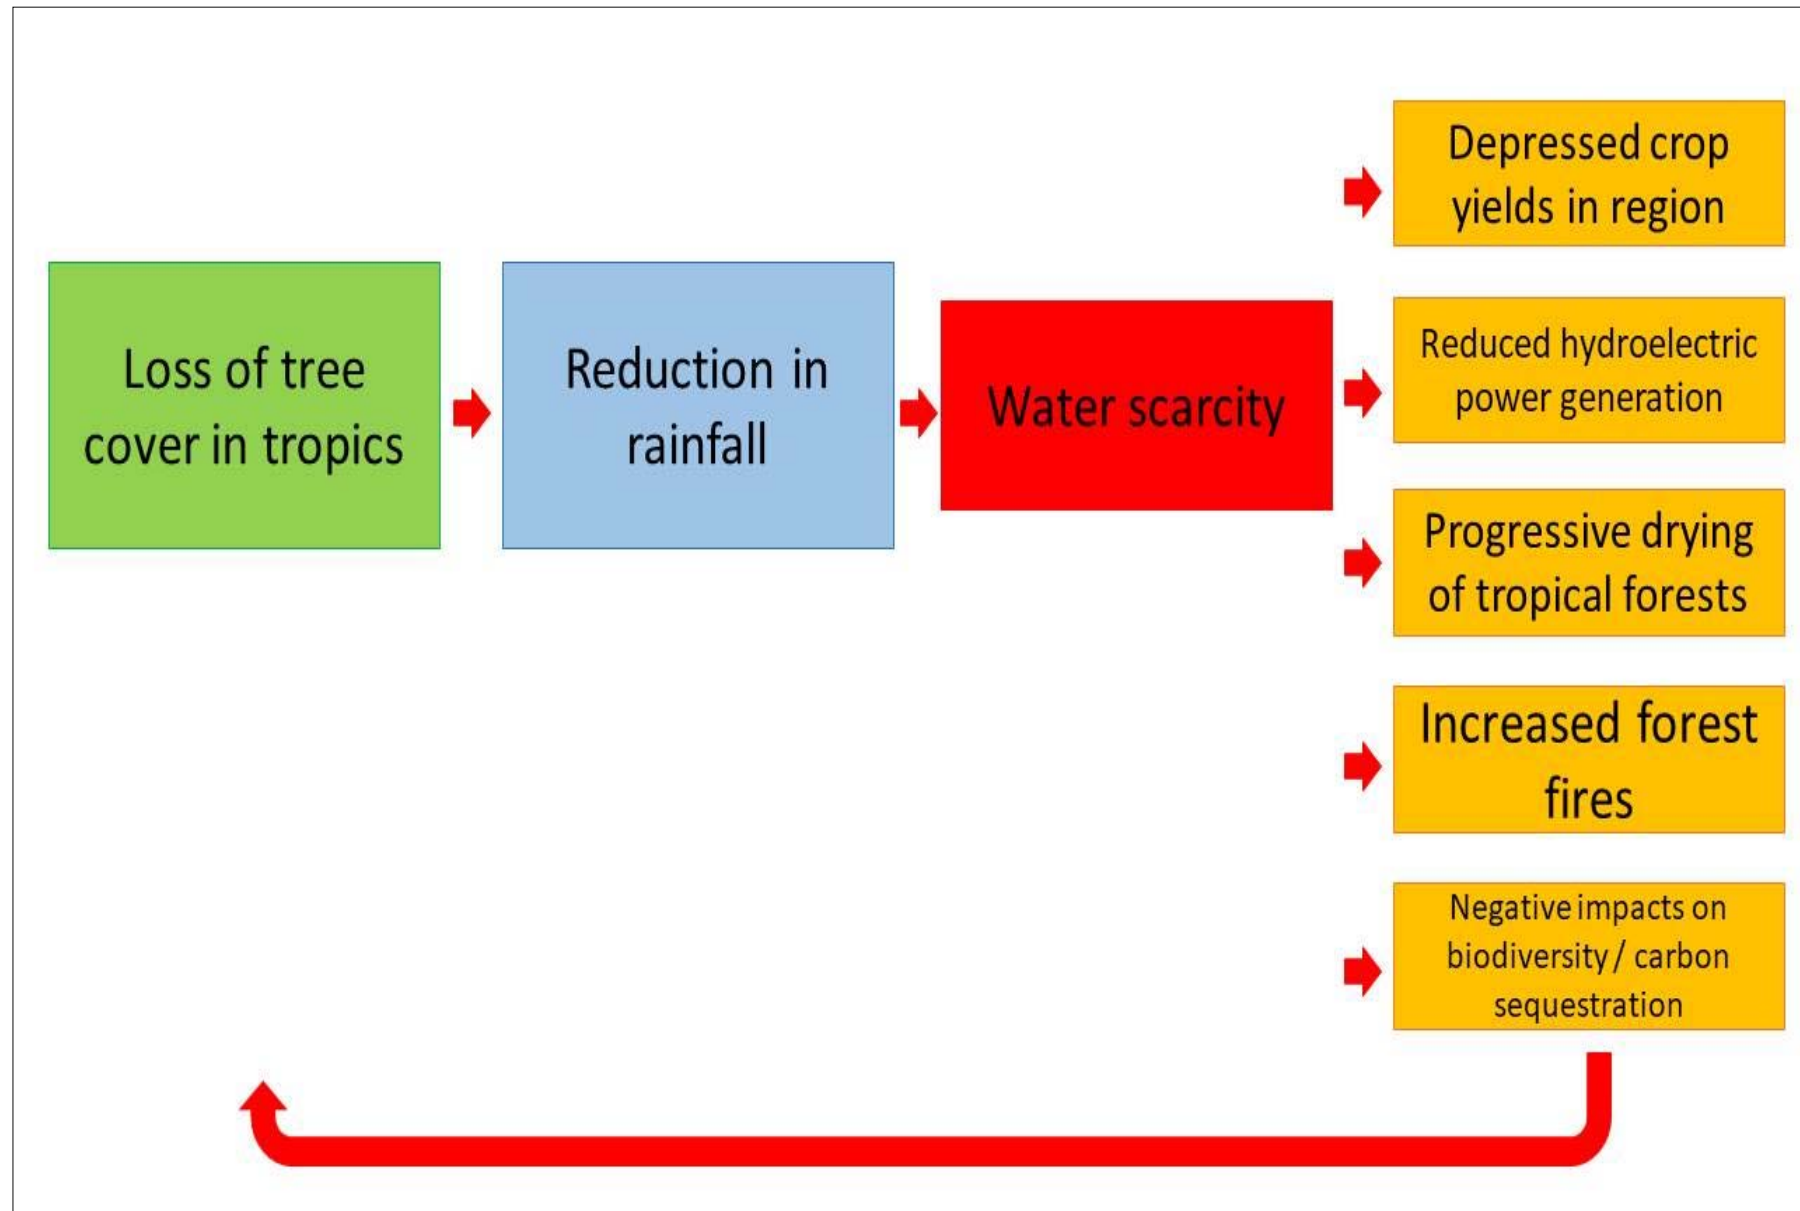 Loss of tree
cover in tropics
Reduction in
rainfall
Water scarcity
Depressed crop
yields in region
Reduced hydroelectric
power generation
Progressive drying
of tropical forests
Increased forest
fires
Negative impacts on
biodiversity / carbon
sequestration